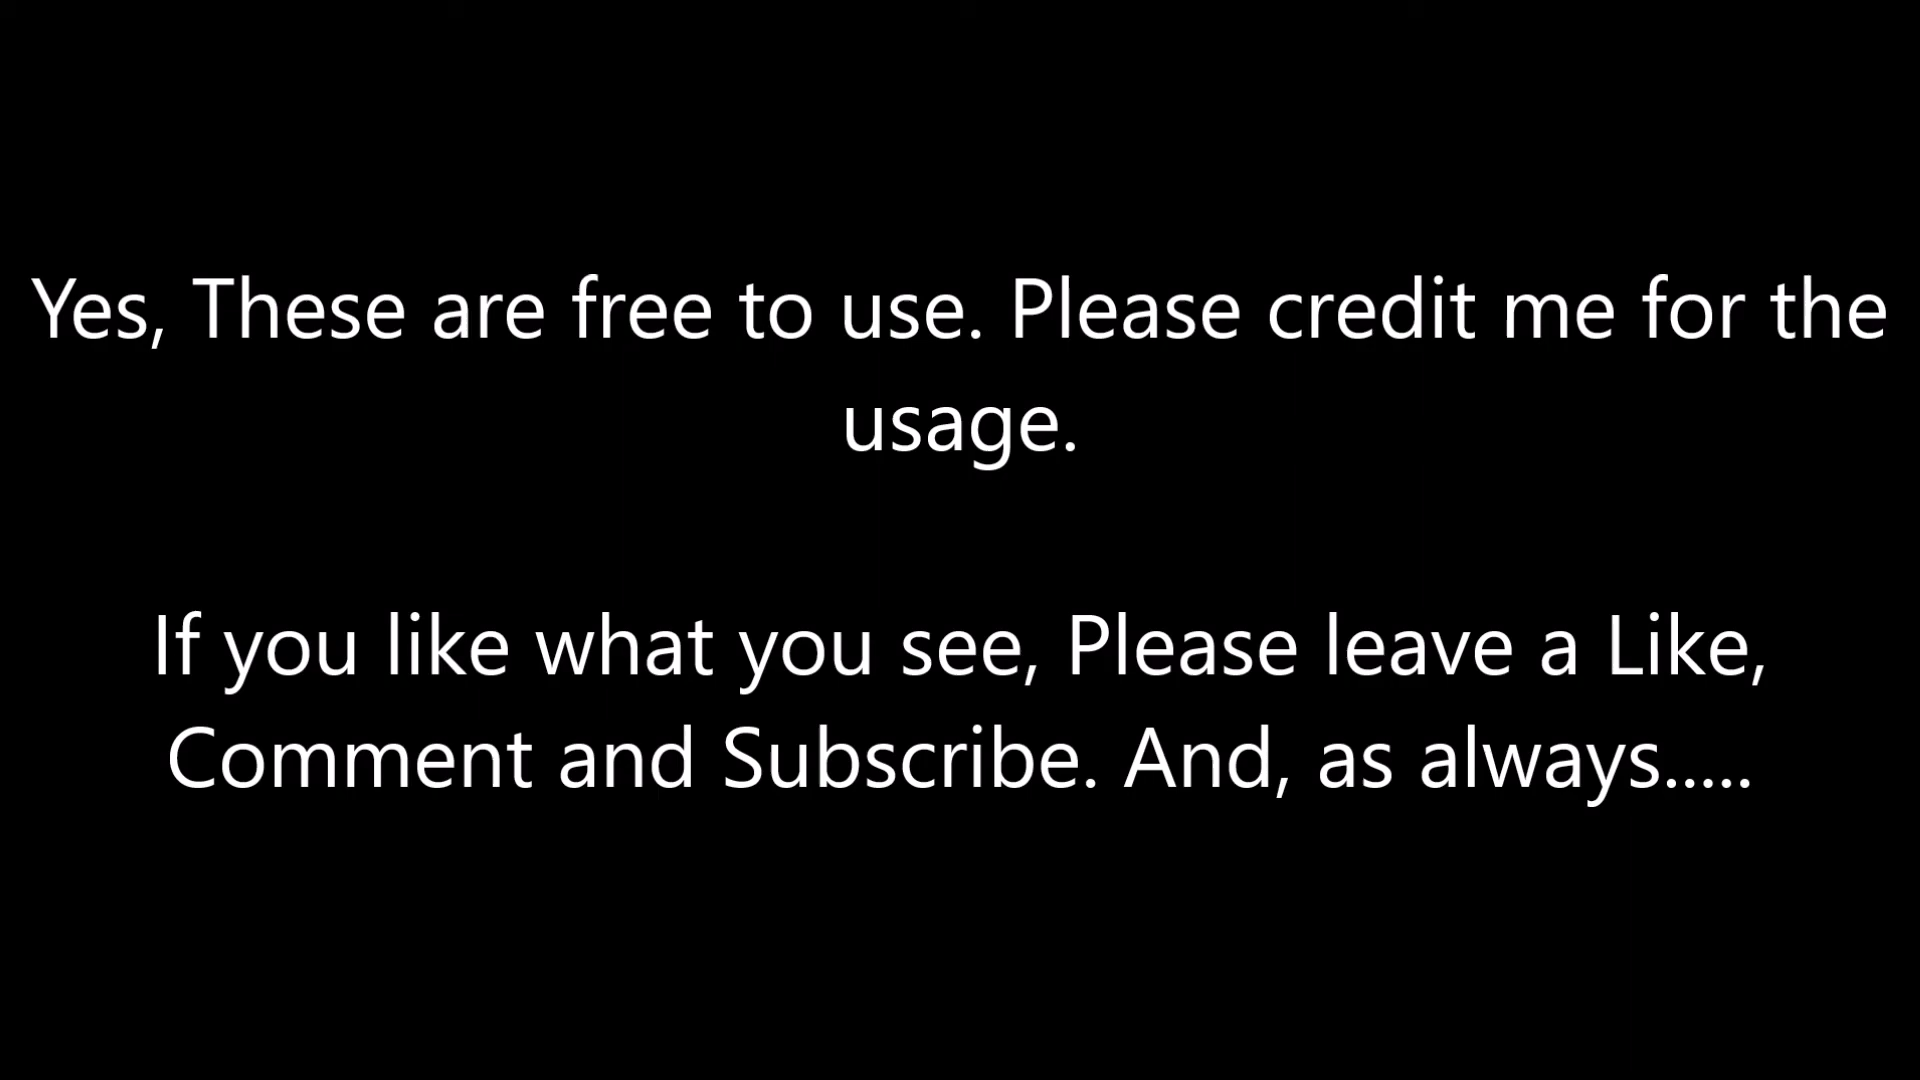 Yes, These are free to use. Please credit me for the
usage.
If you like what you see, Please leave a Like,
Comment and Subscribe. And, as always.....